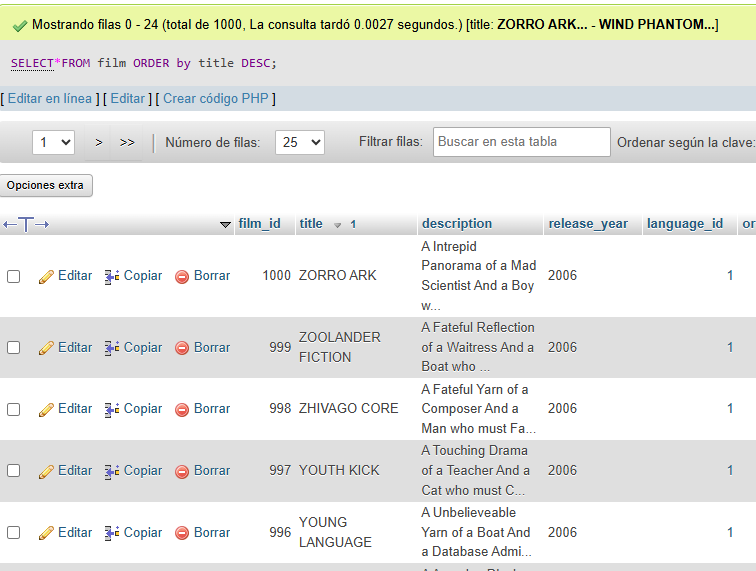 Mostrando filas 0 - 24 (total de 1000, La consulta tardó 0.0027 segundos.) [title: ZORRO ARK... - WIND PHANTOM...]
SELECT*FROM film ORDER by title DESC;
[ Editar en línea ] [ Editar ] [ Crear código PHP ]
1 > >> | Número de filas: 25 Filtrar filas: Buscar en esta tabla Ordenar según la clave:
Opciones extra
←T→ film_id title 1 description release_year language_id or
A Intrepid
Panorama of a Mad
Editar Copiar Borrar 1000 ZORRO ARK Scientist And a Boy 2006 1
w...
ZOOLANDER A Fateful Reflection
Editar Copiar Borrar 999 of a Waitress And a 2006 1
FICTION Boat who ...
A Fateful Yarn of a
Editar Copiar Borrar 998 ZHIVAGO CORE Composer And a 2006 1
Man who must Fa...
A Touching Drama
Editar Copiar Borrar 997 YOUTH KICK of a Teacher And a 2006 1
Cat who must C...
YOUNG A Unbelieveable
Editar Copiar Borrar 996 Yarn of a Boat And 2006 1
LANGUAGE a Database Admi...